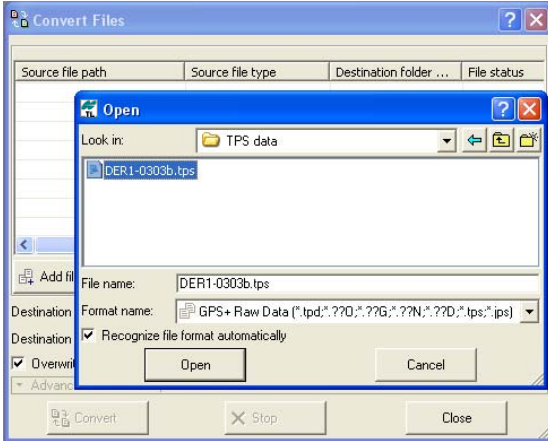 Convert Files
Source file path Source file type Destination folder ... File status
TL Open
Look in: TPS data
DER1-0303b.tps
Add fil
File name: DER1-0303b.tps
Destination Format name: GPS+ Raw Data (*.tpd;*.??O;*.??G;*.??N;*.??D;*.tps;*.jps)
Destination Recognize file format automatically
Overwri Open Cancel
Advanc
Convert Stop Close